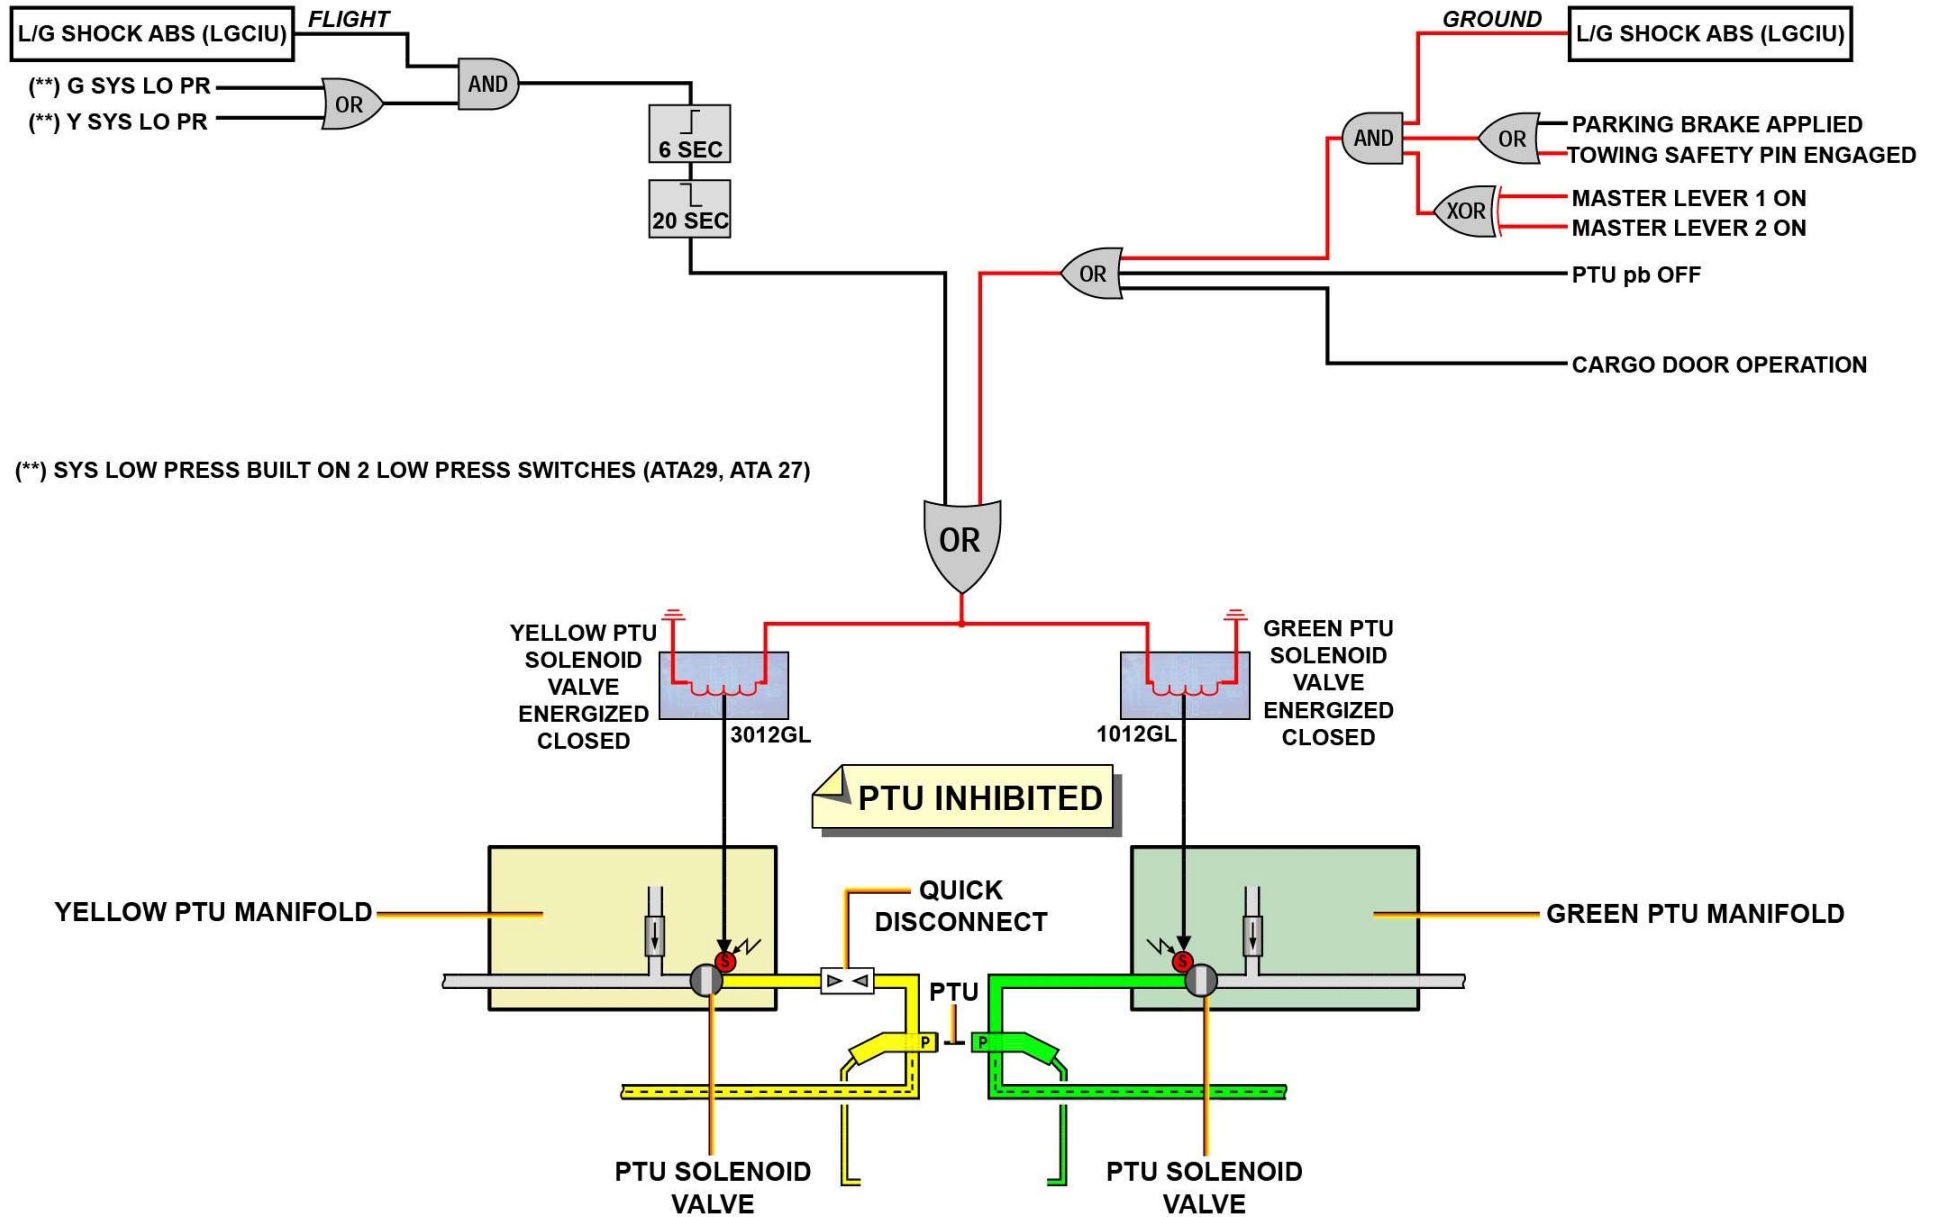 L/G SHOCK ABS (LGCIU)
FLIGHT
(**) G SYS LO PR
(**) Y SYS LO PR
OR
AND
6 SEC
20 SEC
GROUND
L/G SHOCK ABS (LGCIU)
AND
OR
PARKING BRAKE APPLIED
TOWING SAFETY PIN ENGAGED
XOR
MASTER LEVER 1 ON
MASTER LEVER 2 ON
OR
PTU pb OFF
CARGO DOOR OPERATION
(**) SYS LOW PRESS BUILT ON 2 LOW PRESS SWITCHES (ATA29, ATA 27)
OR
YELLOW PTU
SOLENOID
VALVE
ENERGIZED
CLOSED
3012GL
GREEN PTU
SOLENOID
VALVE
ENERGIZED
CLOSED
1012GL
PTU INHIBITED
YELLOW PTU MANIFOLD
QUICK
DISCONNECT
GREEN PTU MANIFOLD
S
S
PTU
P
P
PTU SOLENOID
VALVE
PTU SOLENOID
VALVE